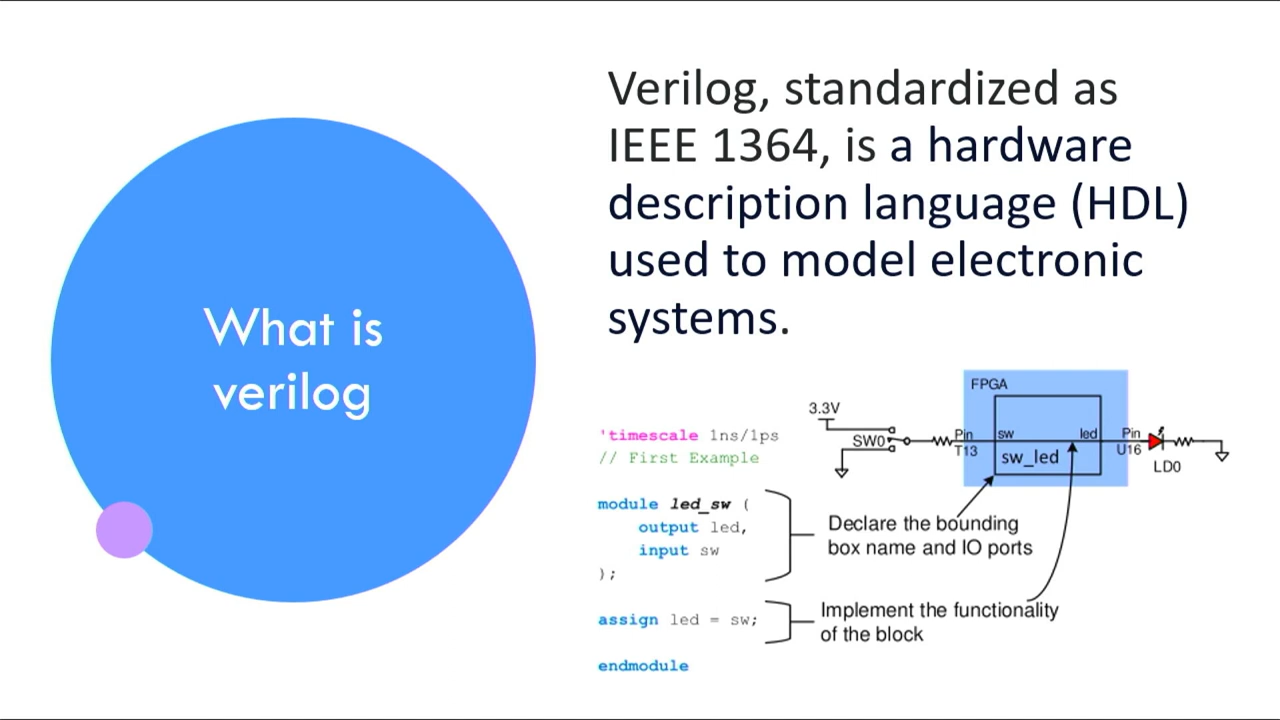 What is
verilog
Verilog, standardized as
IEEE 1364, is a hardware
description language (HDL)
used to model electronic
systems.
'timescale 1ns/1ps
// First Example
module led_sw (
output led,
input sw
);
assign led = sw;
endmodule
3.3V
SW0
FPGA
Pin
T13
sw
led
sw_led
Pin
U16
LD0
Declare the bounding
box name and IO ports
Implement the functionality
of the block